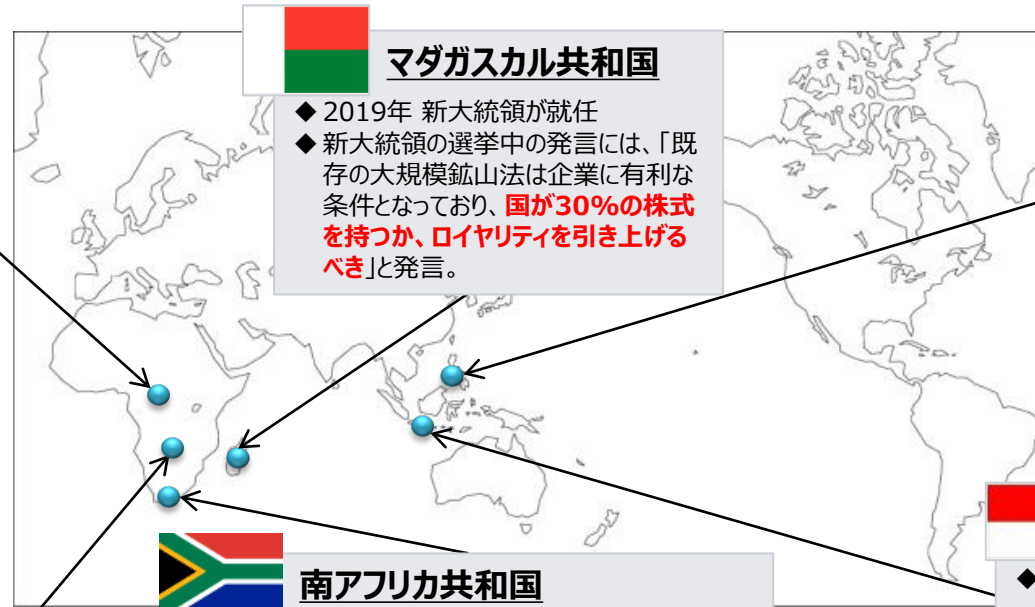 マダガスカル共和国
◆ 2019年 新大統領が就任
◆ 新大統領の選挙中の発言には、「既
存の大規模鉱山法は企業に有利な
条件となっており、国が30%の株式
を持つか、ロイヤリティを引き上げる
べき」と発言。
南アフリカ共和国
◆